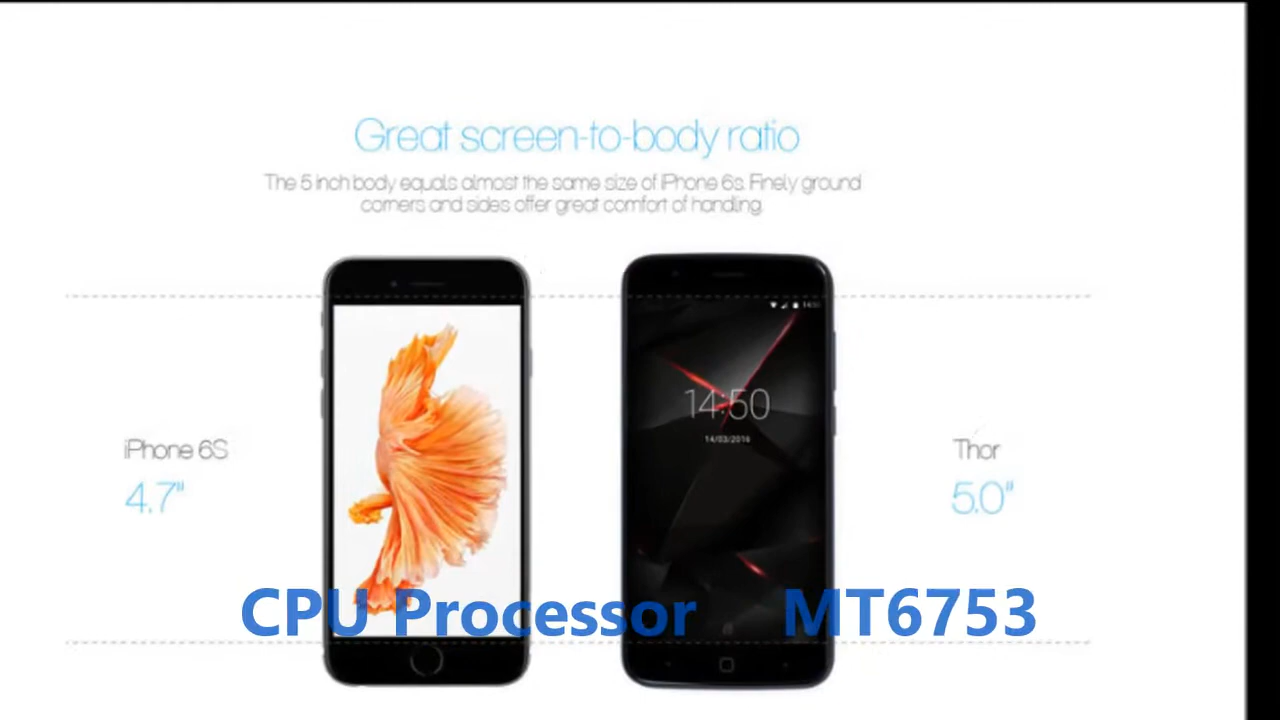 Great screen-to-body ratio
The 5 inch body equals almost the same size of iPhone 6s. Finely ground
corners and sides offer great comfort of handling.
14:51
14:50
14/03/2016
iPhone 6S
4.7"
Thor
5.0"
CPU Processor MT6753